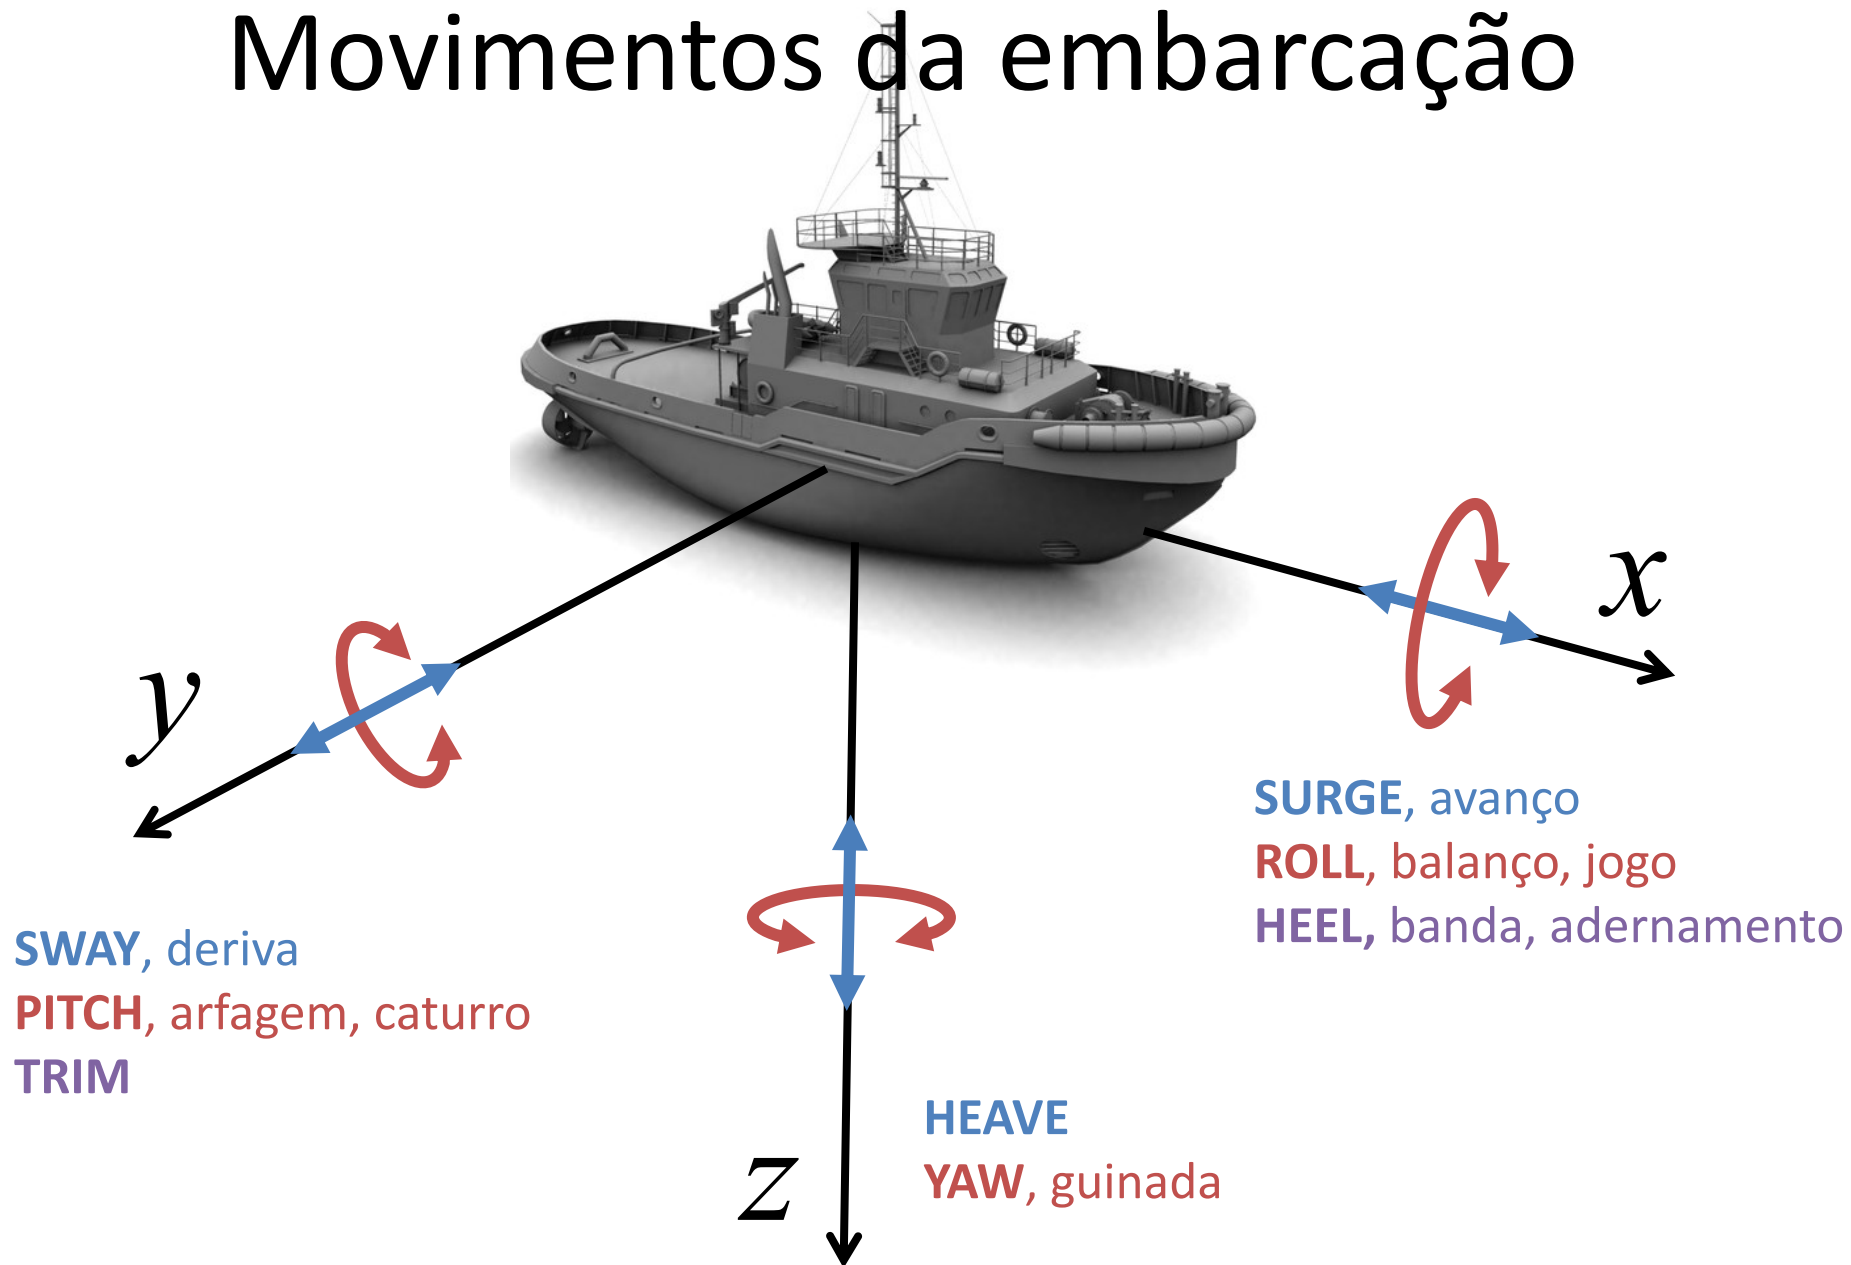 Movimentos da embarcação
x
y
SURGE, avanço
ROLL, balanço, jogo
HEEL, banda, adernamento
SWAY, deriva
PITCH, arfagem, caturro
TRIM
HEAVE
YAW, guinada
z